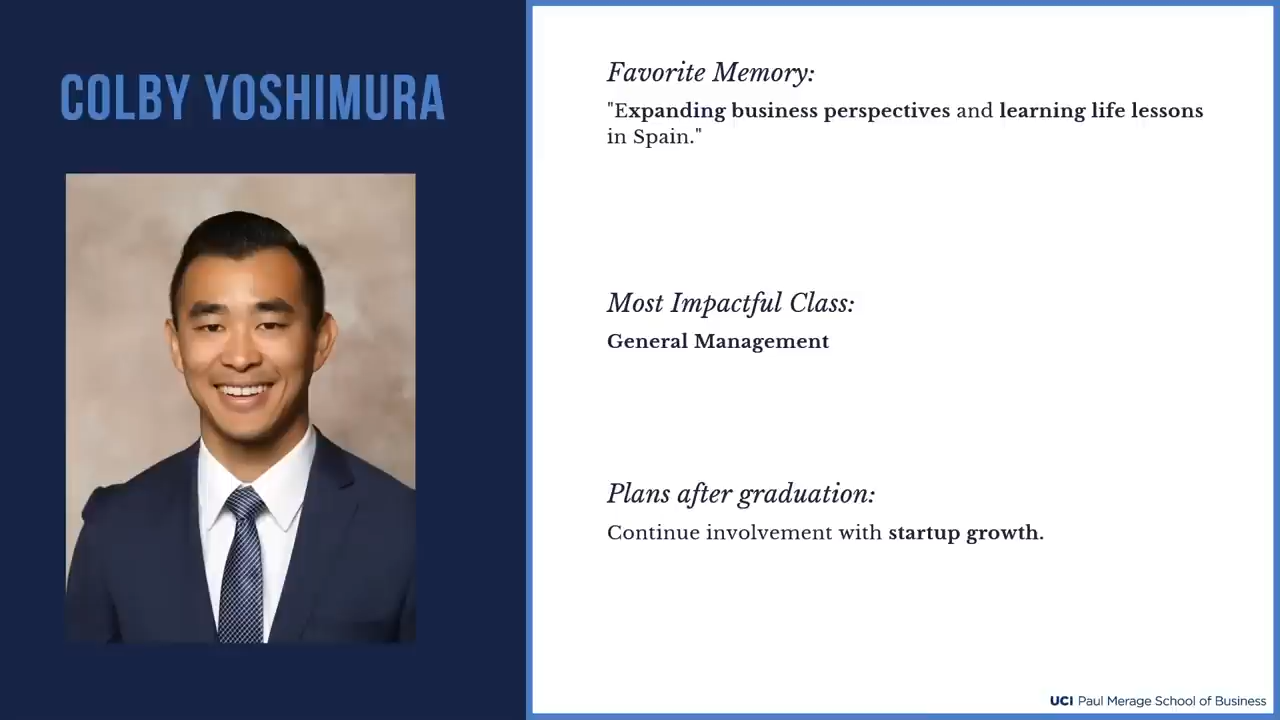 COLBY YOSHIMURA
Favorite Memory:
"Expanding business perspectives and learning life lessons
in Spain."
Most Impactful Class:
General Management
Plans after graduation:
Continue involvement with startup growth.
UCI Paul Merage School of Business